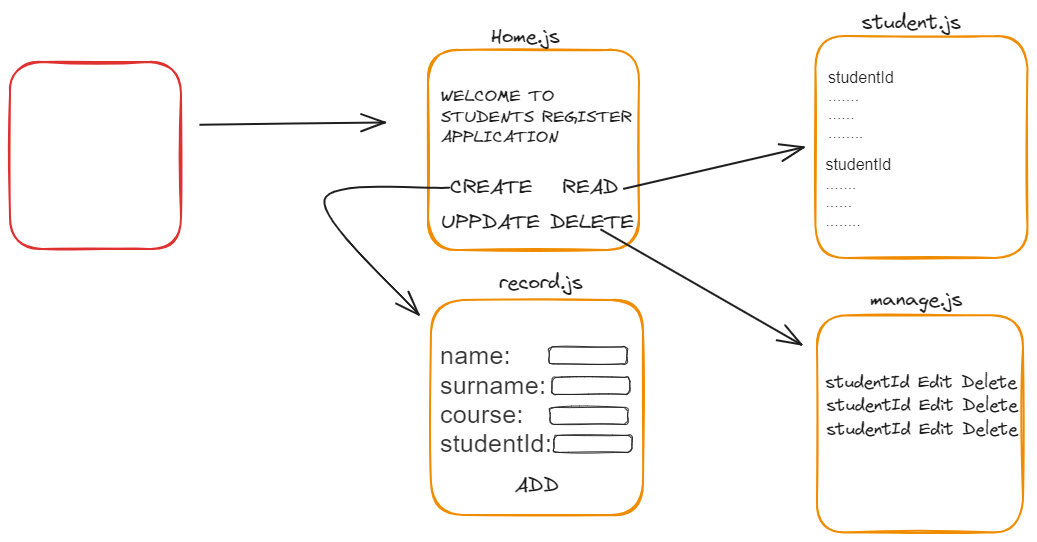 Home.js
WELCOME TO
STUDENTS REGISTER
APPLICATION
CREATE READ
UPPDATE DELETE
student.js
studentId
.......
......
........
studentId
.......
......
........
record.js
name:
surname:
course:
studentId:
ADD
manage.js
studentId Edit Delete
studentId Edit Delete
studentId Edit Delete